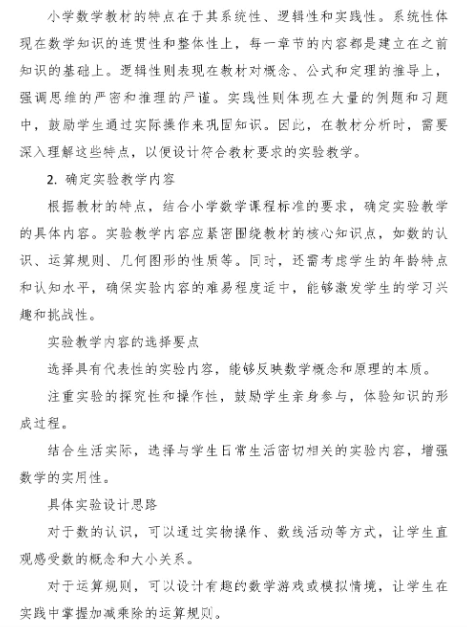 小学数学教材的特点在于其系统性、逻辑性和实践性。系统性体
现在数学知识的连贯性和整体性上，每一章节的内容都是建立在之前
知识的基础上。逻辑性则表现在教材对概念、公式和定理的推导上，
强调思维的严密和推理的严谨。实践性则体现在大量的例题和习题
中，鼓励学生通过实际操作来巩固知识。因此，在教材分析时，需要
深入理解这些特点，以便设计符合教材要求的实验教学。
2. 确定实验教学内容
根据教材的特点，结合小学数学课程标准的要求，确定实验教学
的具体内容。实验教学内容应紧密围绕教材的核心知识点，如数的认
识、运算规则、几何图形的性质等。同时，还需考虑学生的年龄特点
和认知水平，确保实验内容的难易程度适中，能够激发学生的学习兴
趣和挑战性。
实验教学内容的选择要点
选择具有代表性的实验内容，能够反映数学概念和原理的本质。
注重实验的探究性和操作性，鼓励学生亲身参与，体验知识的形
成过程。
结合生活实际，选择与学生日常生活密切相关的实验内容，增强
数学的实用性。
具体实验设计思路
对于数的认识，可以通过实物操作、数线活动等方式，让学生直
观感受数的概念和大小关系。
对于运算规则，可以设计有趣的数学游戏或模拟情境，让学生在
实践中掌握加减乘除的运算规则。